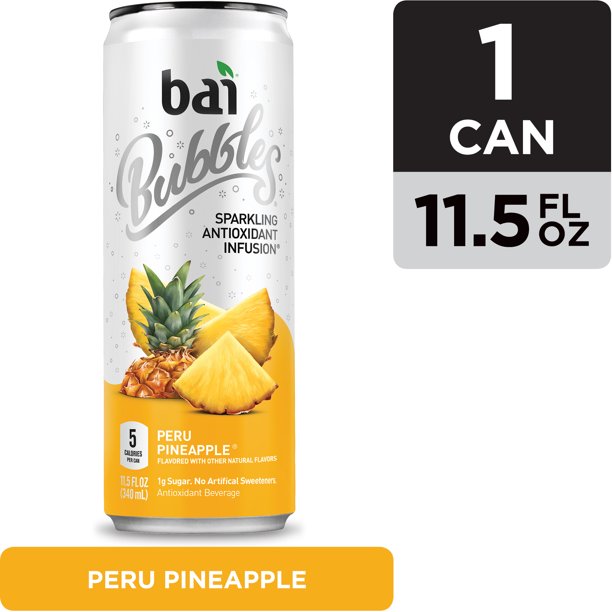 bai
Bubbles
SPARKLING
ANTIOXIDANT
INFUSION®
5
CALORIES
PER CAN
PERU
PINEAPPLE®
FLAVORED WITH OTHER NATURAL FLAVORS
11.5 FL OZ
(340 mL)
1g Sugar. No Artifical Sweeteners.
Antioxidant Beverage
1
CAN
11.5 FL OZ
PERU PINEAPPLE